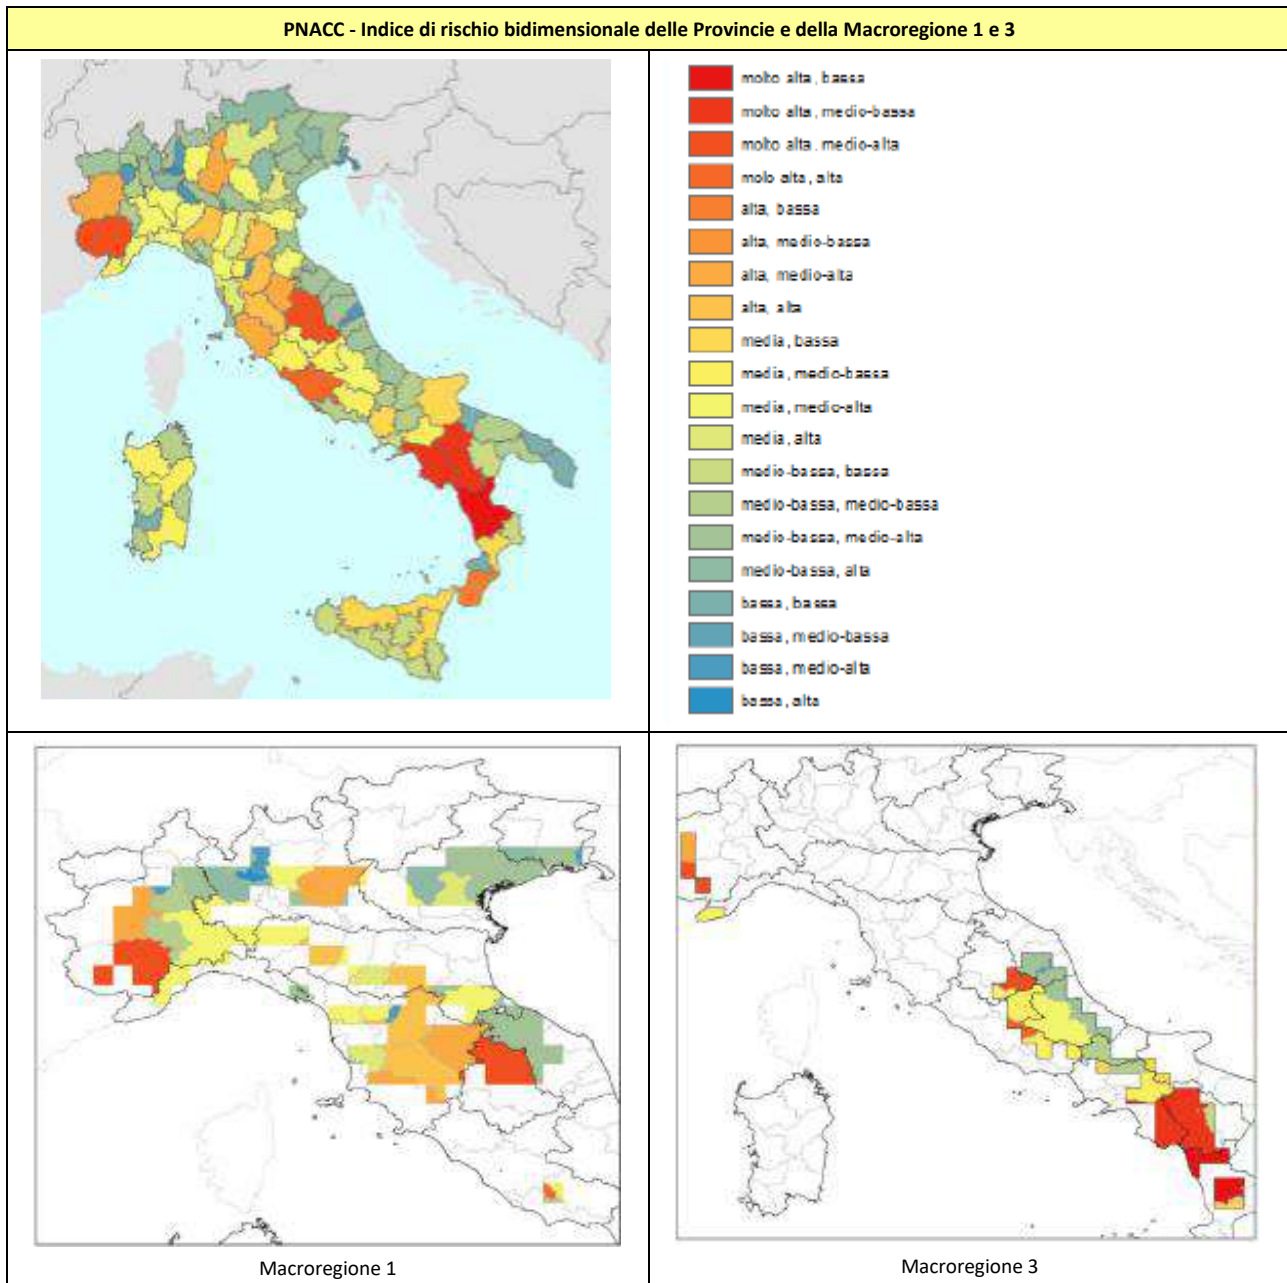 PNACC - Indice di rischio bidimensionale delle Provincie e della Macroregione 1 e 3
molto alta, bassa
molto alta, medio-bassa
molto alta. medio-alta
molo alta, alta
alta, bassa
alta, medio-bassa
alta, medio-alta
alta, alta
media, bassa
media, medio-bassa
media, medio-alta
media, alta
medio-bassa, bassa
medio-bassa, medio-bassa
medio-bassa, medio-alta
medio-bassa, alta
bassa, bassa
bassa, medio-bassa
bassa, medio-alta
bassa, alta
Macroregione 1
Macroregione 3